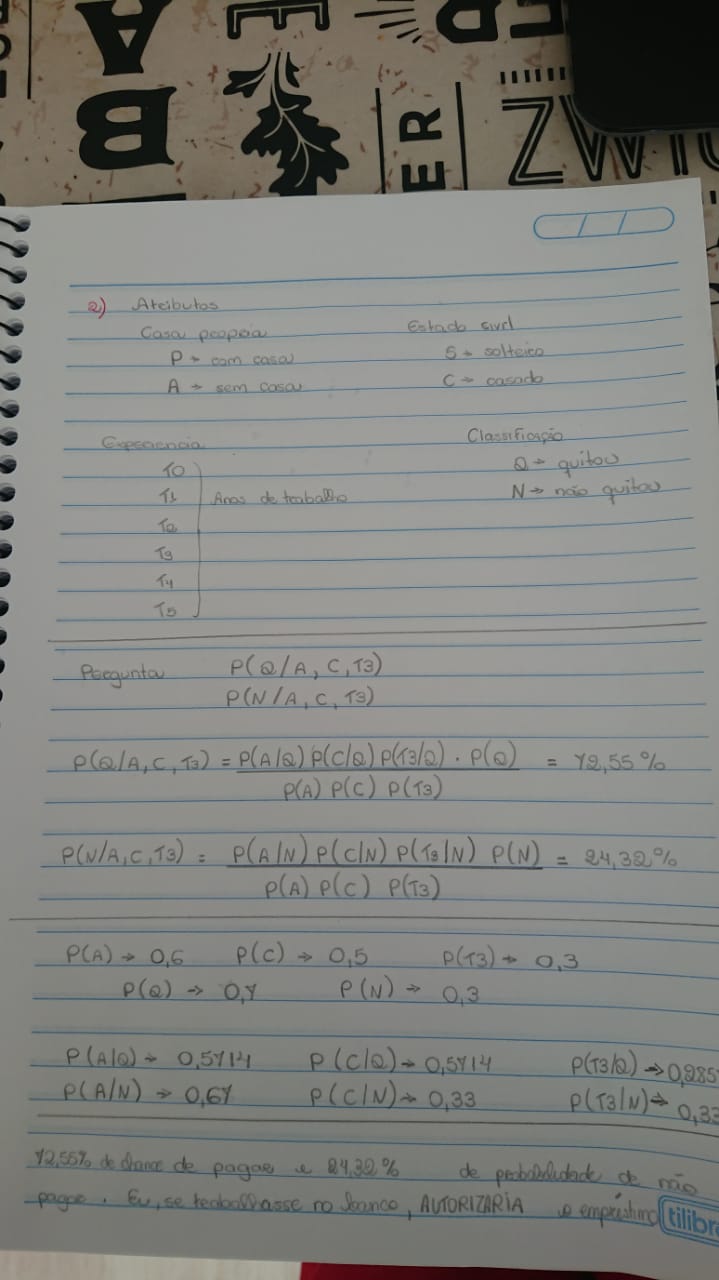 BA
ER
ZW
2) Atributos
Casa propria Estado sivil
P → com casa S → solteiro
A → sem casa C → casado
Experiencia Classificação
T0 Q → quitou
T1 Anos de trabalho N → não quitou
T2
T3
T4
T5
Pergunta P(Q/A, C, T3)
P(N/A, C, T3)
P(Q/A, C, T3) = P(A/Q) P(C/Q) P(T3/Q) . P(Q) = 72,55%
P(A) P(C) P(T3)
P(N/A, C, T3) = P(A/N) P(C/N) P(T3/N) P(N) = 24,32%
P(A) P(C) P(T3)
P(A) → 0,6 P(C) → 0,5 P(T3) → 0,3
P(Q) → 0,7 P(N) → 0,3
P(A/Q) → 0,5714 P(C/Q) → 0,5714 P(T3/Q) → 0,285
P(A/N) → 0,67 P(C/N) → 0,33 P(T3/N) → 0,33
72,55% de chance de pagar e 24,32% de probabilidade de não
pagar. Eu, se trabalhasse no banco, AUTORIZARIA o empréstimo
tilibra